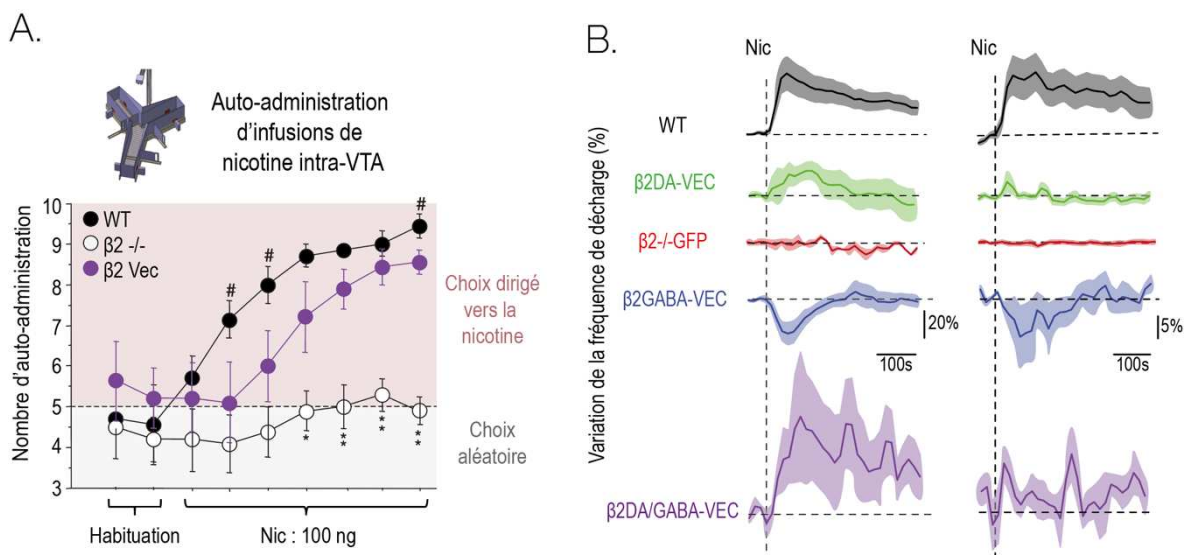 A.
Auto-administration
d'infusions de
nicotine intra-VTA
Nombre d'auto-administration
10
9
8
7
6
5
4
3
WT
β2 -/-
β2 Vec
#
#
#
Choix dirigé
vers la
nicotine
Choix
aléatoire
*
**
**
**
Habituation
Nic : 100 ng
B.
Variation de la fréquence de décharge (%)
Nic
Nic
WT
β2DA-VEC
β2-/-GFP
β2GABA-VEC
20%
5%
100s
100s
β2DA/GABA-VEC